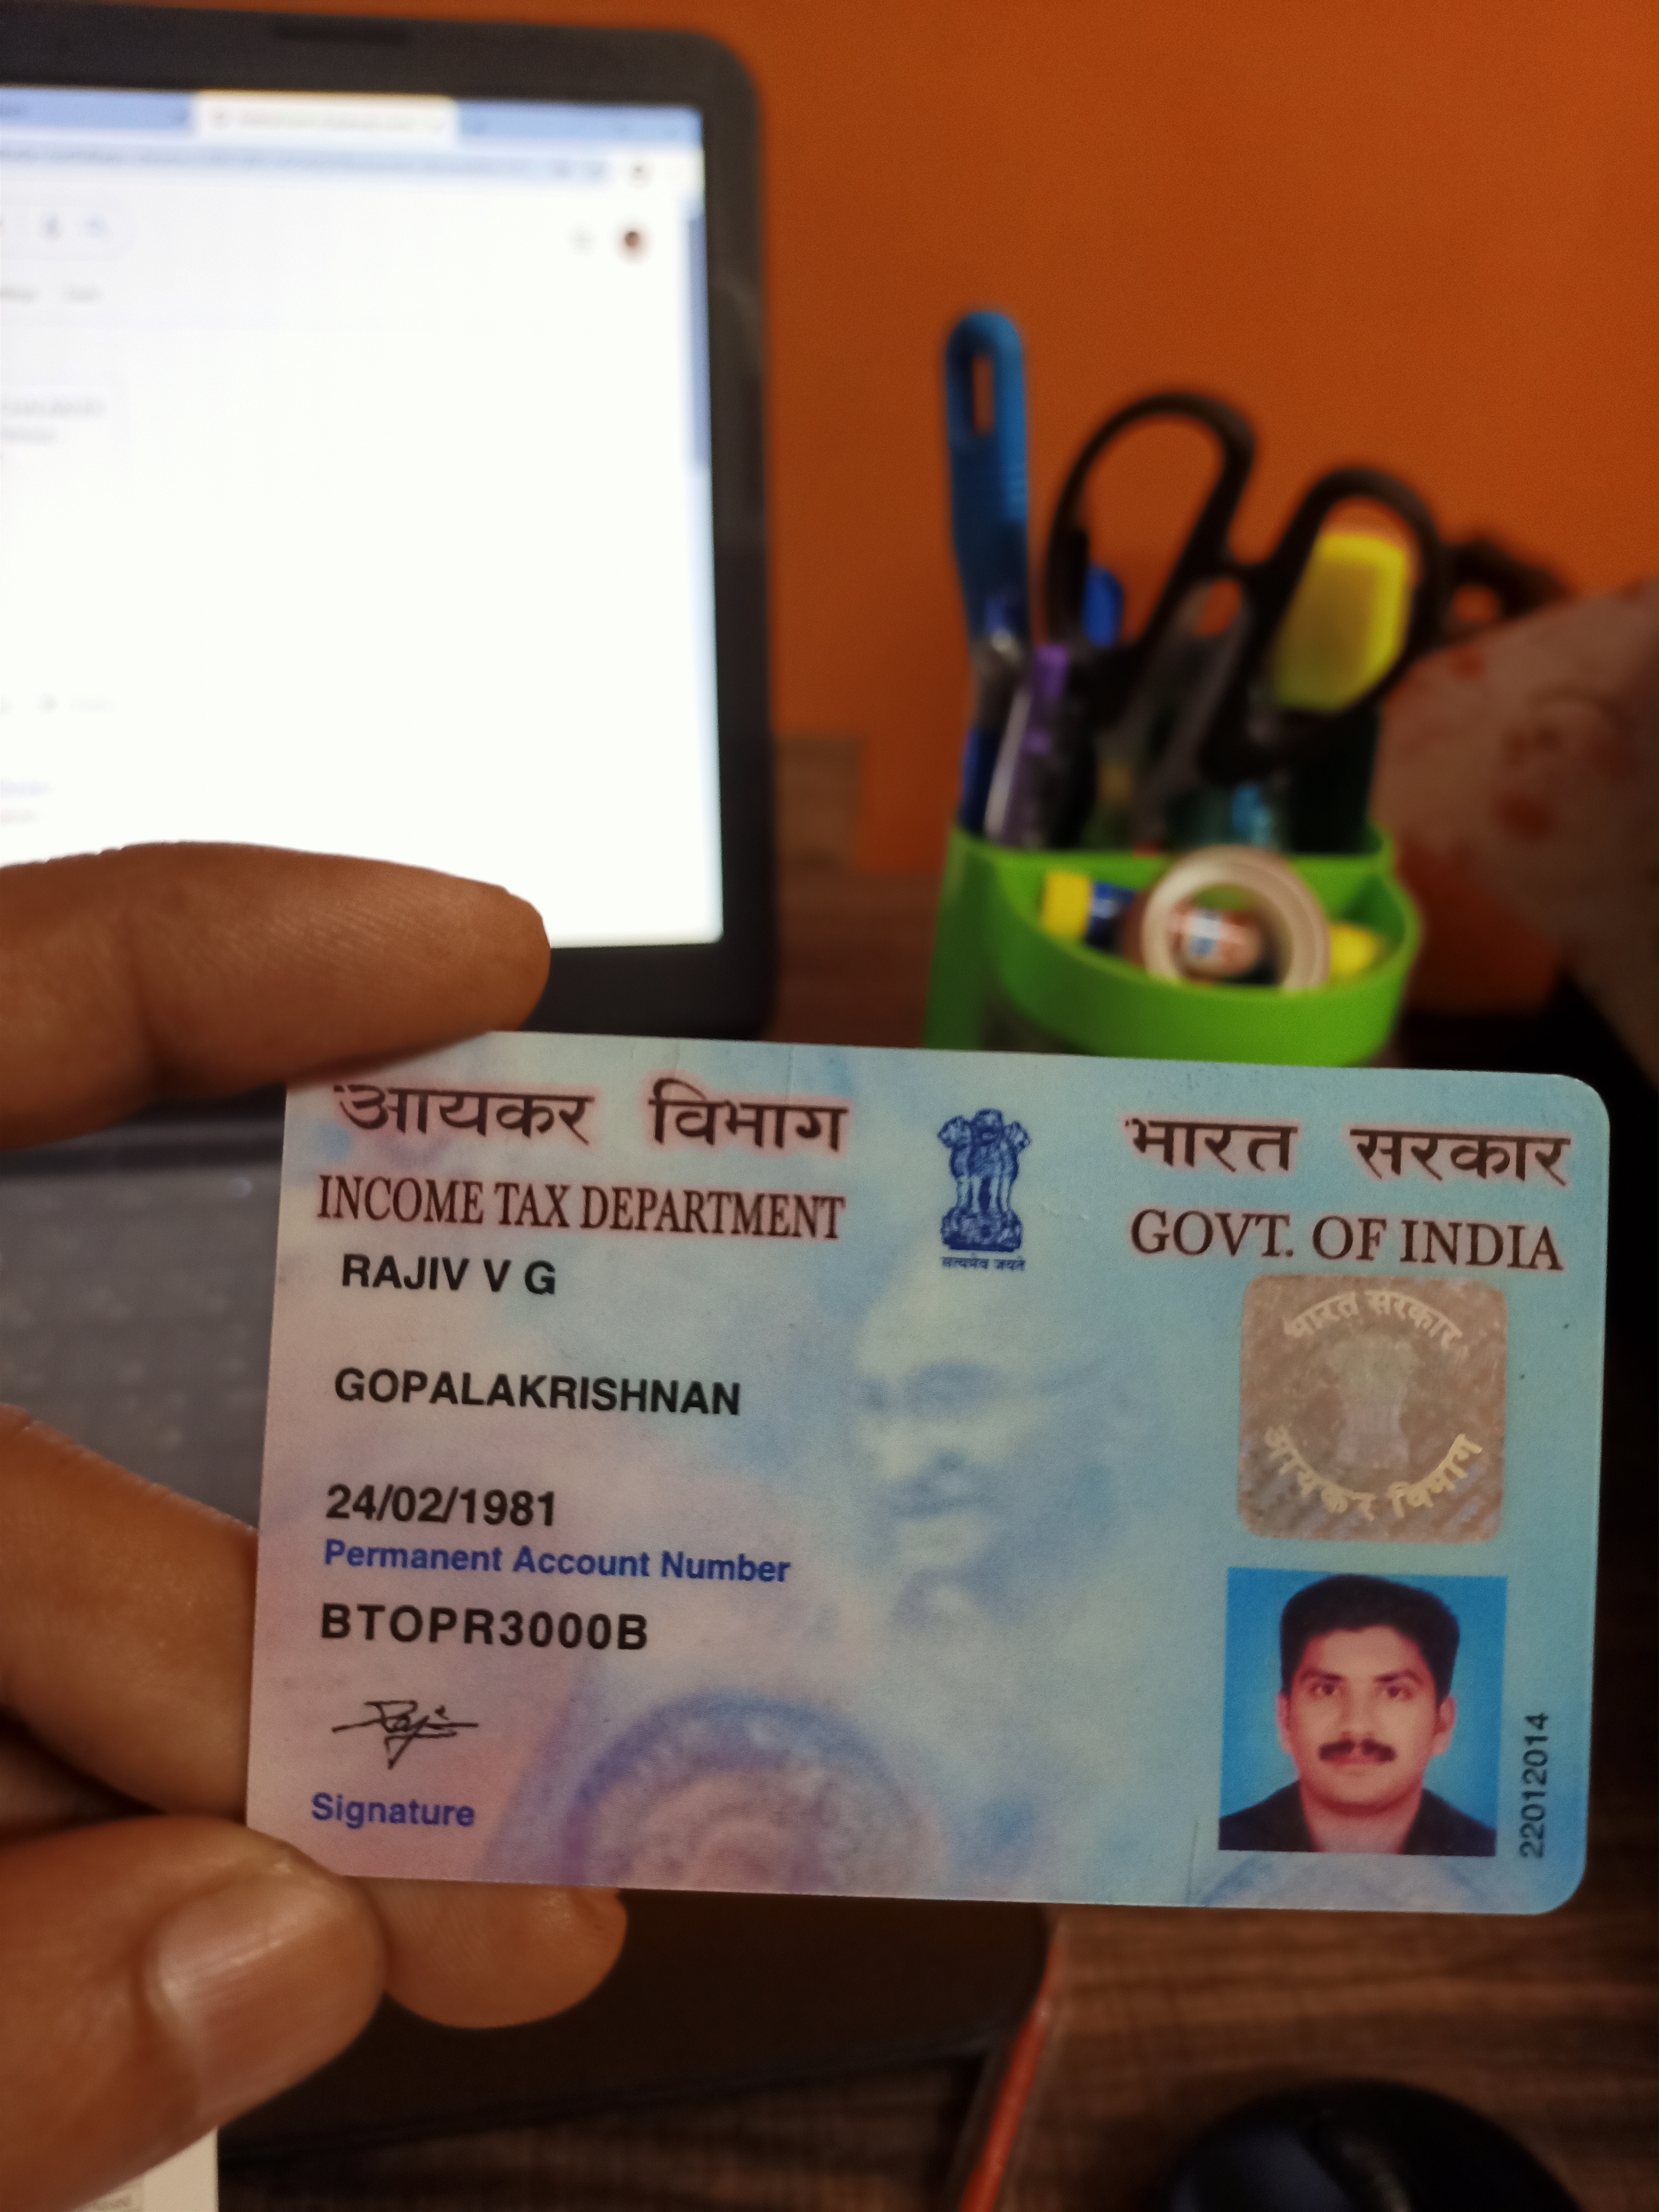 आयकर विभाग
INCOME TAX DEPARTMENT
सत्यमेव जयते
भारत सरकार
GOVT. OF INDIA
RAJIV V G
GOPALAKRISHNAN
24/02/1981
Permanent Account Number
BTOPR3000B
Signature
भारत सरकार
आयकर विभाग
22012014